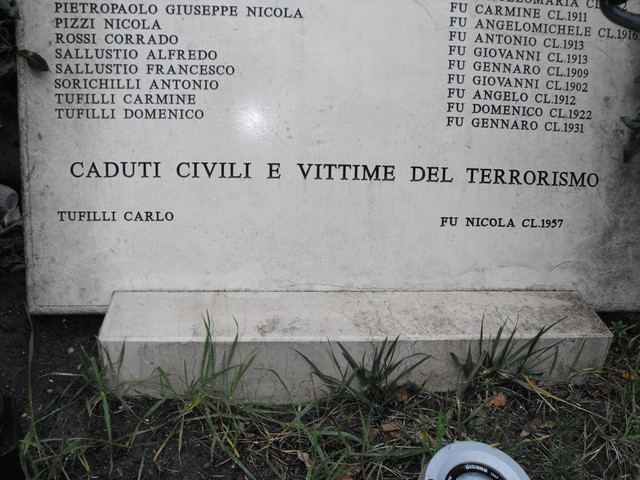 PIETROPAOLO GIUSEPPE NICOLA FU CARMINE CL.1911
PIZZI NICOLA FU ANGELOMICHELE CL.1916
ROSSI CORRADO FU ANTONIO CL.1913
SALLUSTIO ALFREDO FU GIOVANNI CL.1913
SALLUSTIO FRANCESCO FU GENNARO CL.1909
SORICHILLI ANTONIO FU GIOVANNI CL.1902
TUFILLI CARMINE FU ANGELO CL.1912
TUFILLI DOMENICO FU DOMENICO CL.1922
FU GENNARO CL.1931
CADUTI CIVILI E VITTIME DEL TERRORISMO
TUFILLI CARLO FU NICOLA CL.1957